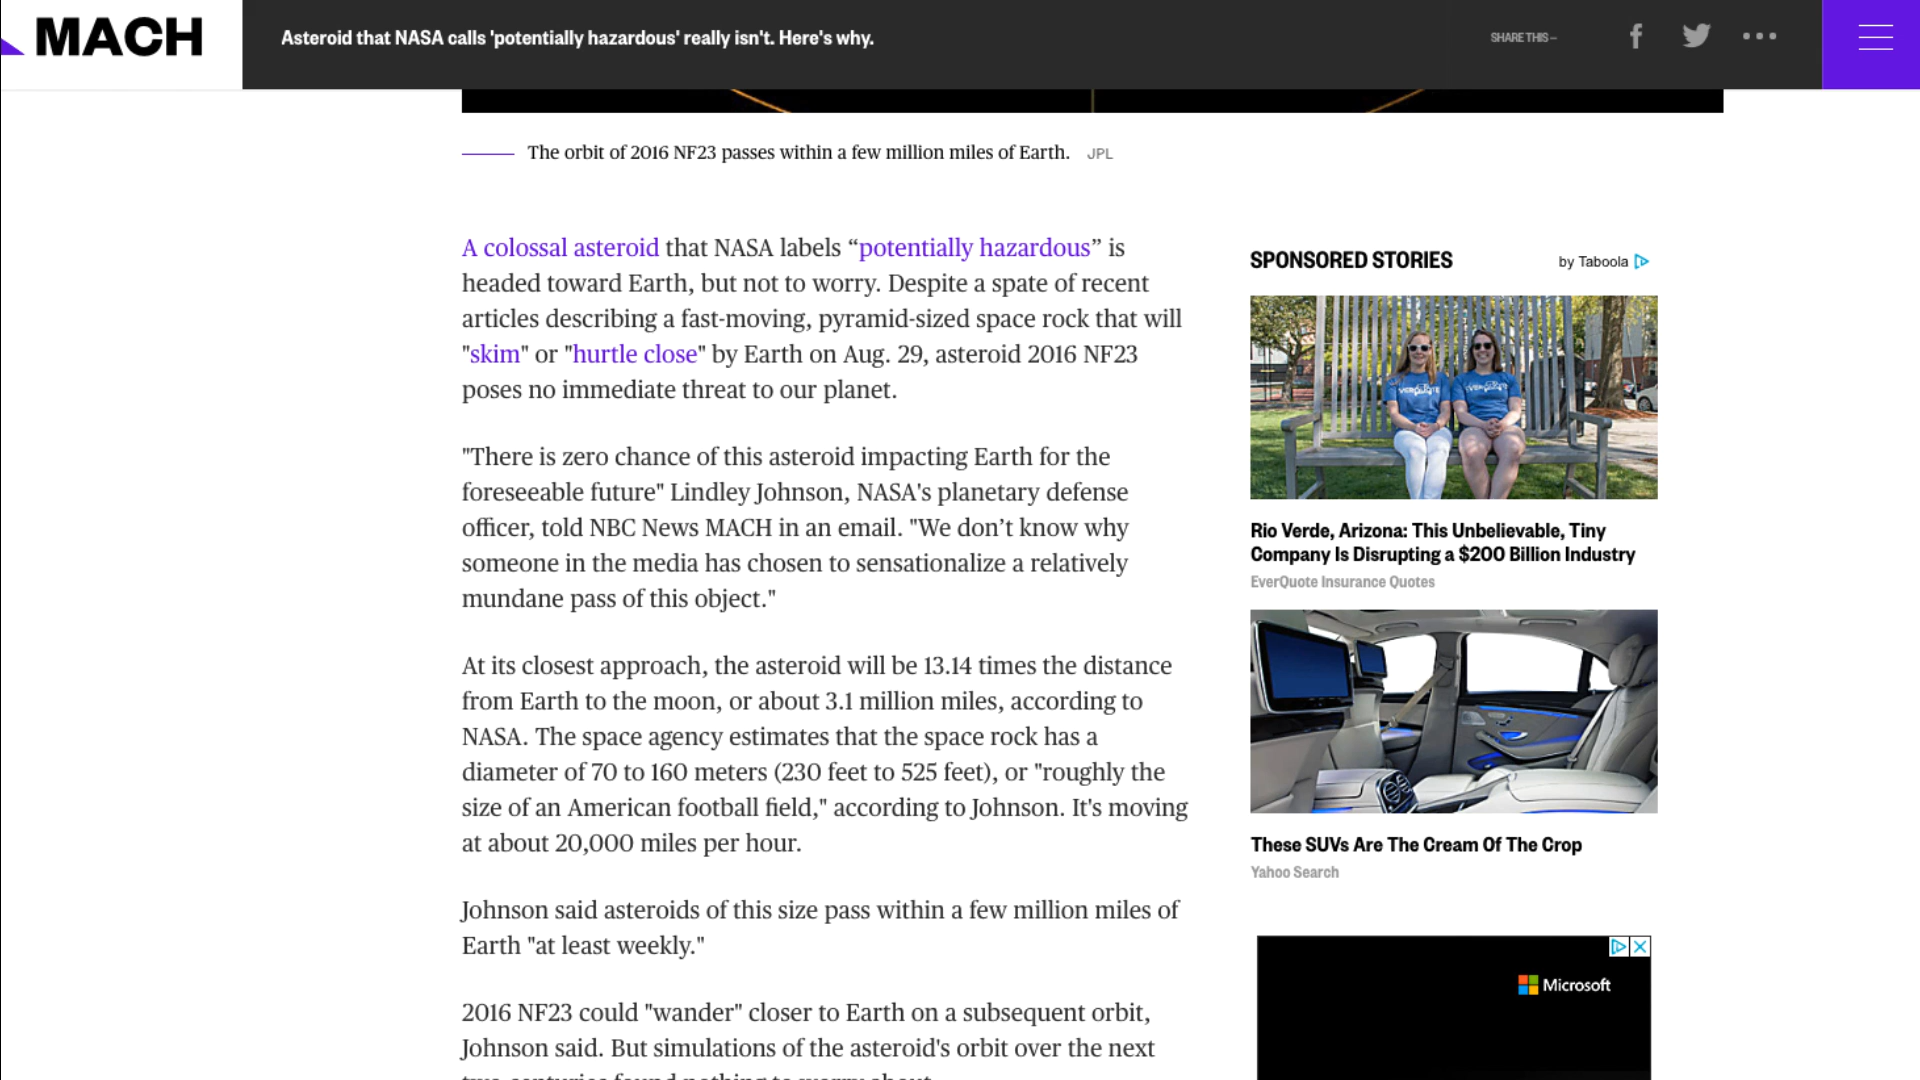 MACH
Asteroid that NASA calls 'potentially hazardous' really isn't. Here's why.
SHARE THIS —
The orbit of 2016 NF23 passes within a few million miles of Earth. JPL
A colossal asteroid that NASA labels “potentially hazardous” is
headed toward Earth, but not to worry. Despite a spate of recent
articles describing a fast-moving, pyramid-sized space rock that will
"skim" or "hurtle close" by Earth on Aug. 29, asteroid 2016 NF23
poses no immediate threat to our planet.
"There is zero chance of this asteroid impacting Earth for the
foreseeable future" Lindley Johnson, NASA's planetary defense
officer, told NBC News MACH in an email. "We don’t know why
someone in the media has chosen to sensationalize a relatively
mundane pass of this object."
At its closest approach, the asteroid will be 13.14 times the distance
from Earth to the moon, or about 3.1 million miles, according to
NASA. The space agency estimates that the space rock has a
diameter of 70 to 160 meters (230 feet to 525 feet), or "roughly the
size of an American football field," according to Johnson. It's moving
at about 20,000 miles per hour.
Johnson said asteroids of this size pass within a few million miles of
Earth "at least weekly."
2016 NF23 could "wander" closer to Earth on a subsequent orbit,
Johnson said. But simulations of the asteroid's orbit over the next
two centuries found nothing to worry about.
SPONSORED STORIES
by Taboola
Rio Verde, Arizona: This Unbelievable, Tiny
Company Is Disrupting a $200 Billion Industry
EverQuote Insurance Quotes
These SUVs Are The Cream Of The Crop
Yahoo Search
Microsoft